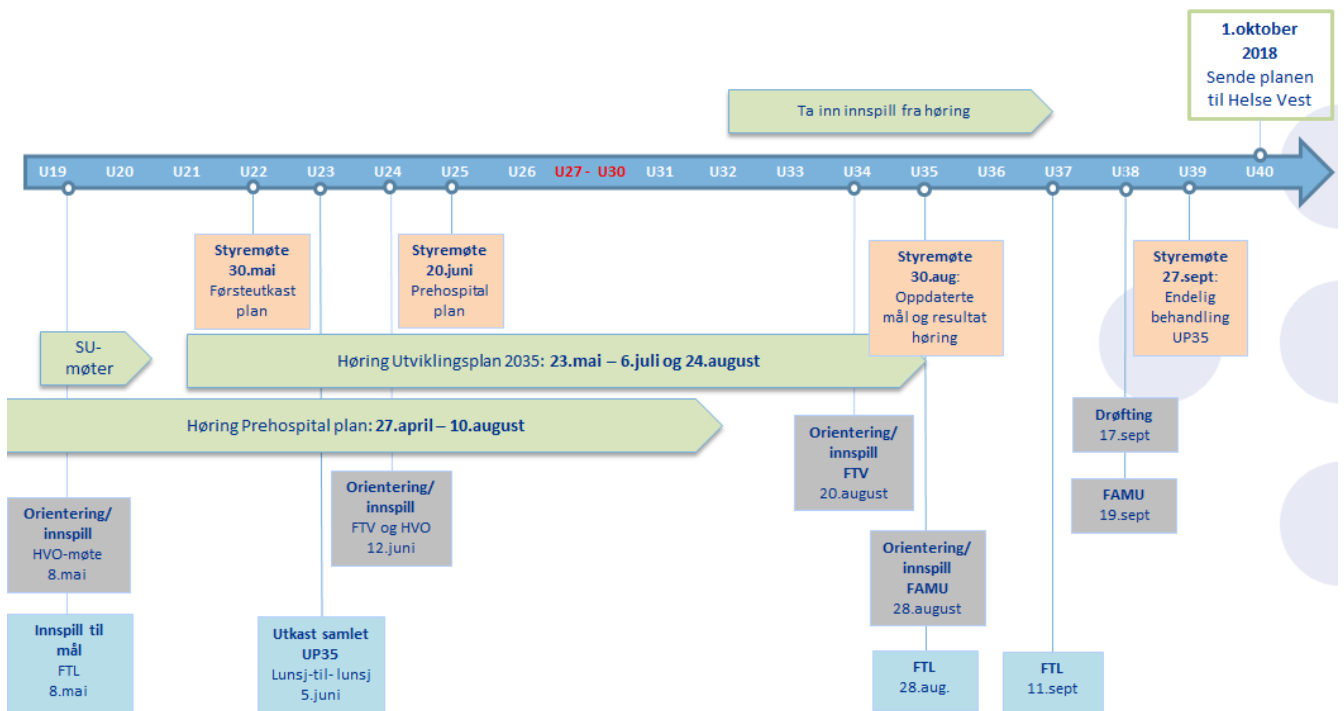 1.oktober
2018
Sende planen
til Helse Vest
Ta inn innspill fra høring
U19 U20 U21 U22 U23 U24 U25 U26 U27 - U30 U31 U32 U33 U34 U35 U36 U37 U38 U39 U40
Styremøte
30.mai
Førsteutkast
plan
Styremøte
20.juni
Prehospital
plan
Styremøte
30.aug:
Oppdaterte
mål og resultat
høring
Styremøte
27.sept:
Endelig
behandling
UP35
SU-
møter
Høring Utviklingsplan 2035: 23.mai – 6.juli og 24.august
Høring Prehospital plan: 27.april – 10.august
Orientering/
innspill
HVO-møte
8.mai
Orientering/
innspill
FTV og HVO
12.juni
Orientering/
innspill
FTV
20.august
Orientering/
innspill
FAMU
28.august
Drøfting
17.sept
FAMU
19.sept
Innspill til
mål
FTL
8.mai
Utkast samlet
UP35
Lunsj-til- lunsj
5.juni
FTL
28.aug.
FTL
11.sept